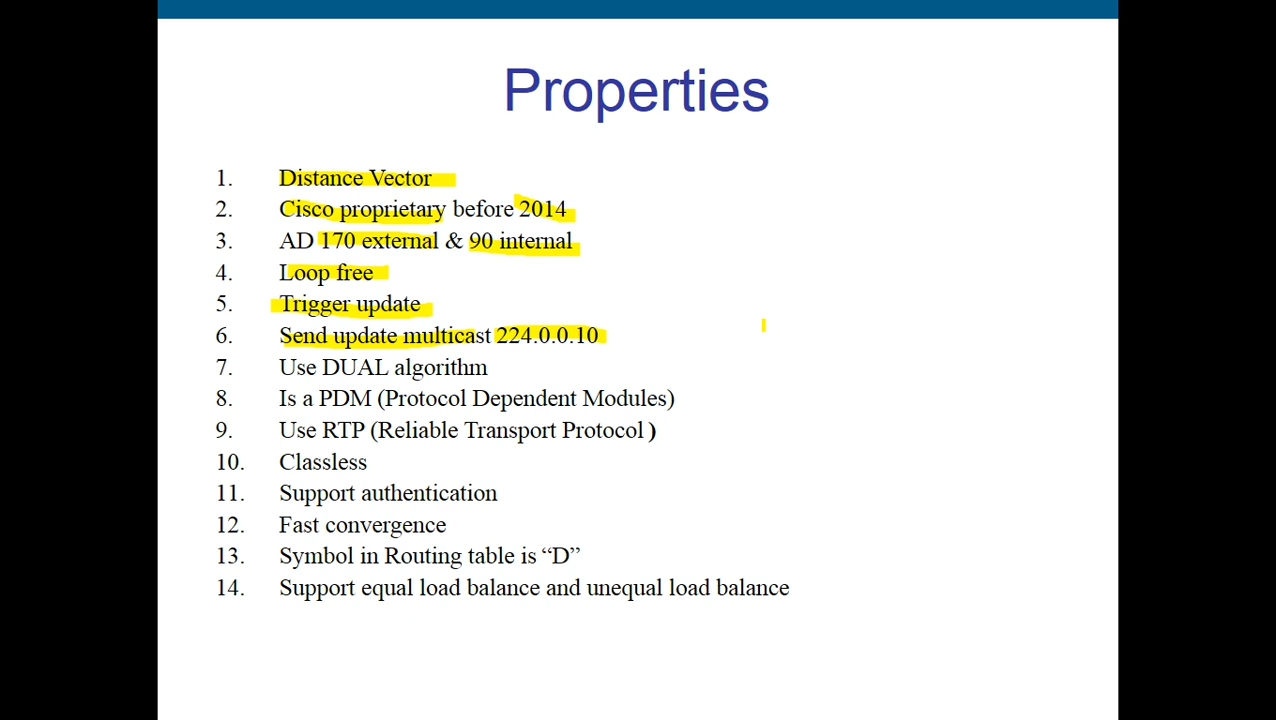 Properties
1. Distance Vector
2. Cisco proprietary before 2014
3. AD 170 external & 90 internal
4. Loop free
5. Trigger update
6. Send update multicast 224.0.0.10
7. Use DUAL algorithm
8. Is a PDM (Protocol Dependent Modules)
9. Use RTP (Reliable Transport Protocol )
10. Classless
11. Support authentication
12. Fast convergence
13. Symbol in Routing table is “D”
14. Support equal load balance and unequal load balance